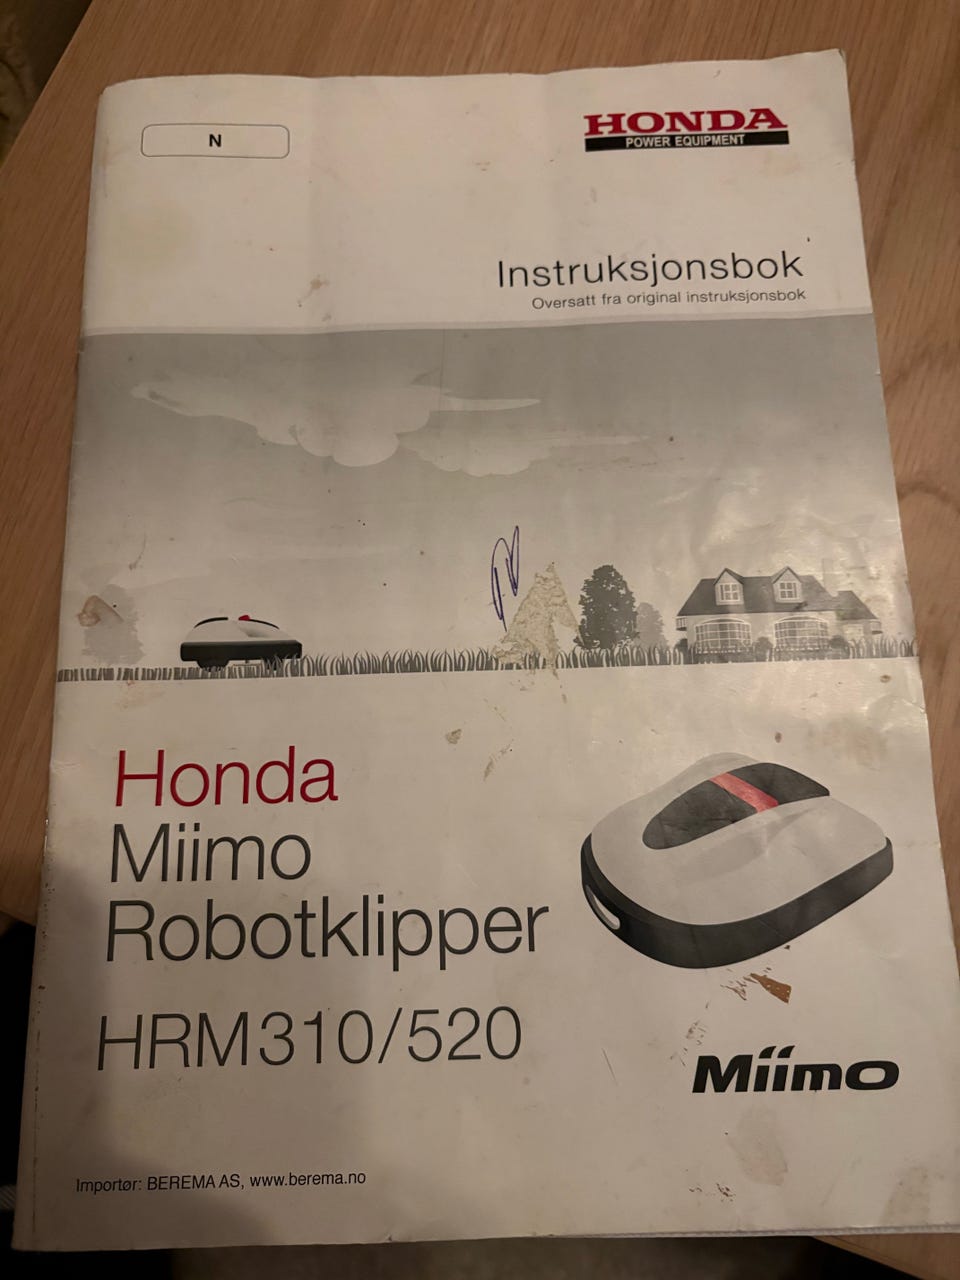 N
HONDA
POWER EQUIPMENT
Instruksjonsbok
Oversatt fra original instruksjonsbok
Honda
Miimo
Robotklipper
HRM310/520
Miimo
Importør: BEREMA AS, www.berema.no